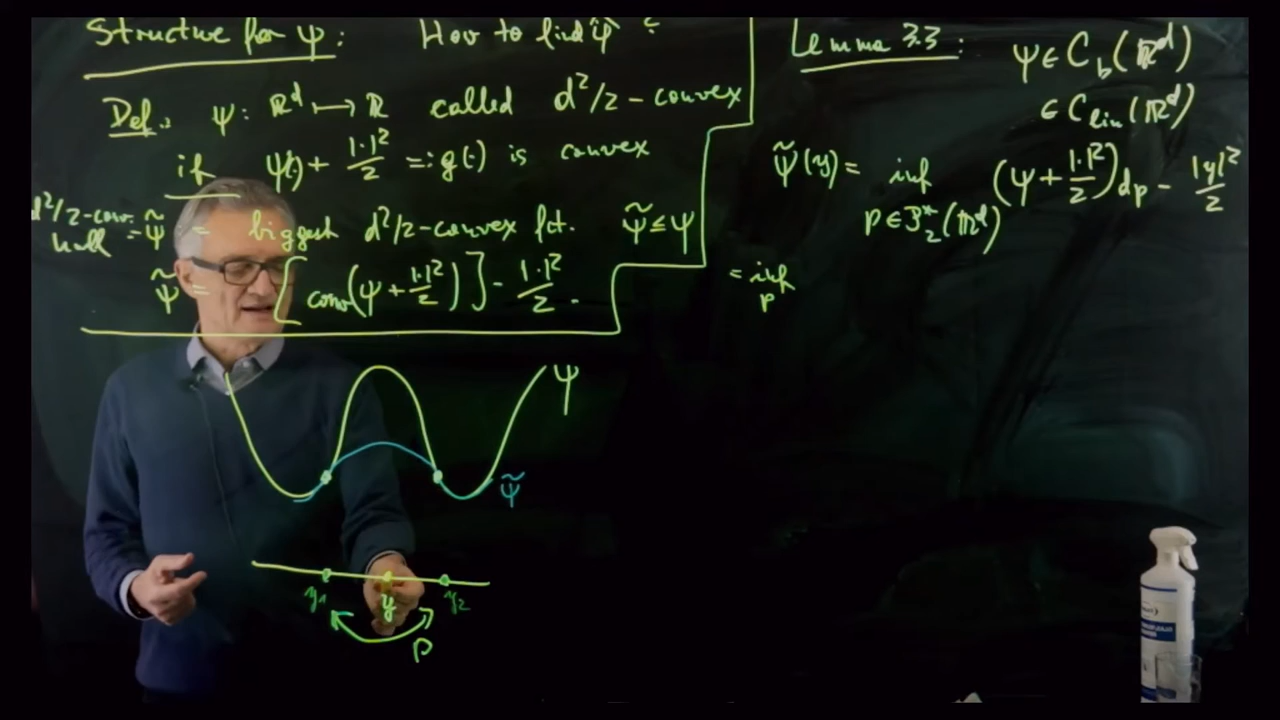 Structure for ψ: How to find ψ̂ ?
Def.: ψ: ℝᵈ ↦ ℝ called d²/2-convex
if ψ(·) + |·|²/2 =: g(·) is convex
d²/2-conv. hull = ψ̃ = biggest d²/2-convex fct. ψ̃ ≤ ψ
ψ̃ = [conv(ψ + |·|²/2)] - |·|²/2.
ψ
ψ̃
y₁ y y₂
p
Lemma 3.3: ψ ∈ C_b(ℝᵈ)
∈ C_lin(ℝᵈ)
ψ̃(y) = inf (ψ + |·|²/2)dp - |y|²/2
= inf
p